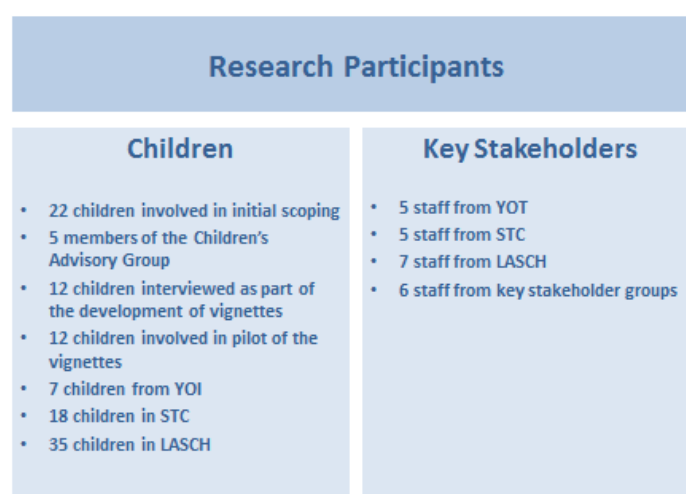 Research Participants
Children
• 22 children involved in initial scoping
• 5 members of the Children's
Advisory Group
• 12 children interviewed as part of
the development of vignettes
• 12 children involved in pilot of the
vignettes
• 7 children from YOI
• 18 children in STC
• 35 children in LASCH
Key Stakeholders
• 5 staff from YOT
• 5 staff from STC
• 7 staff from LASCH
• 6 staff from key stakeholder groups